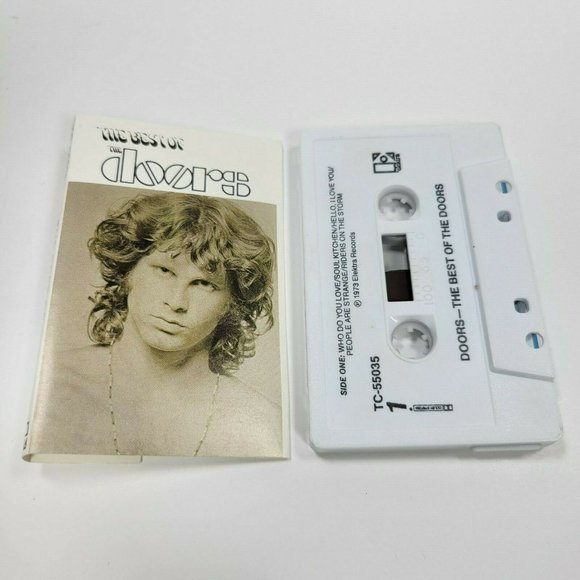 THE BEST OF
THE
doors
SIDE ONE: WHO DO YOU LOVE/SOUL KITCHEN/HELLO, I LOVE YOU/
PEOPLE ARE STRANGE/RIDERS ON THE STORM
℗ 1973 Elektra Records
TC-55035
1
DOORS—THE BEST OF THE DOORS